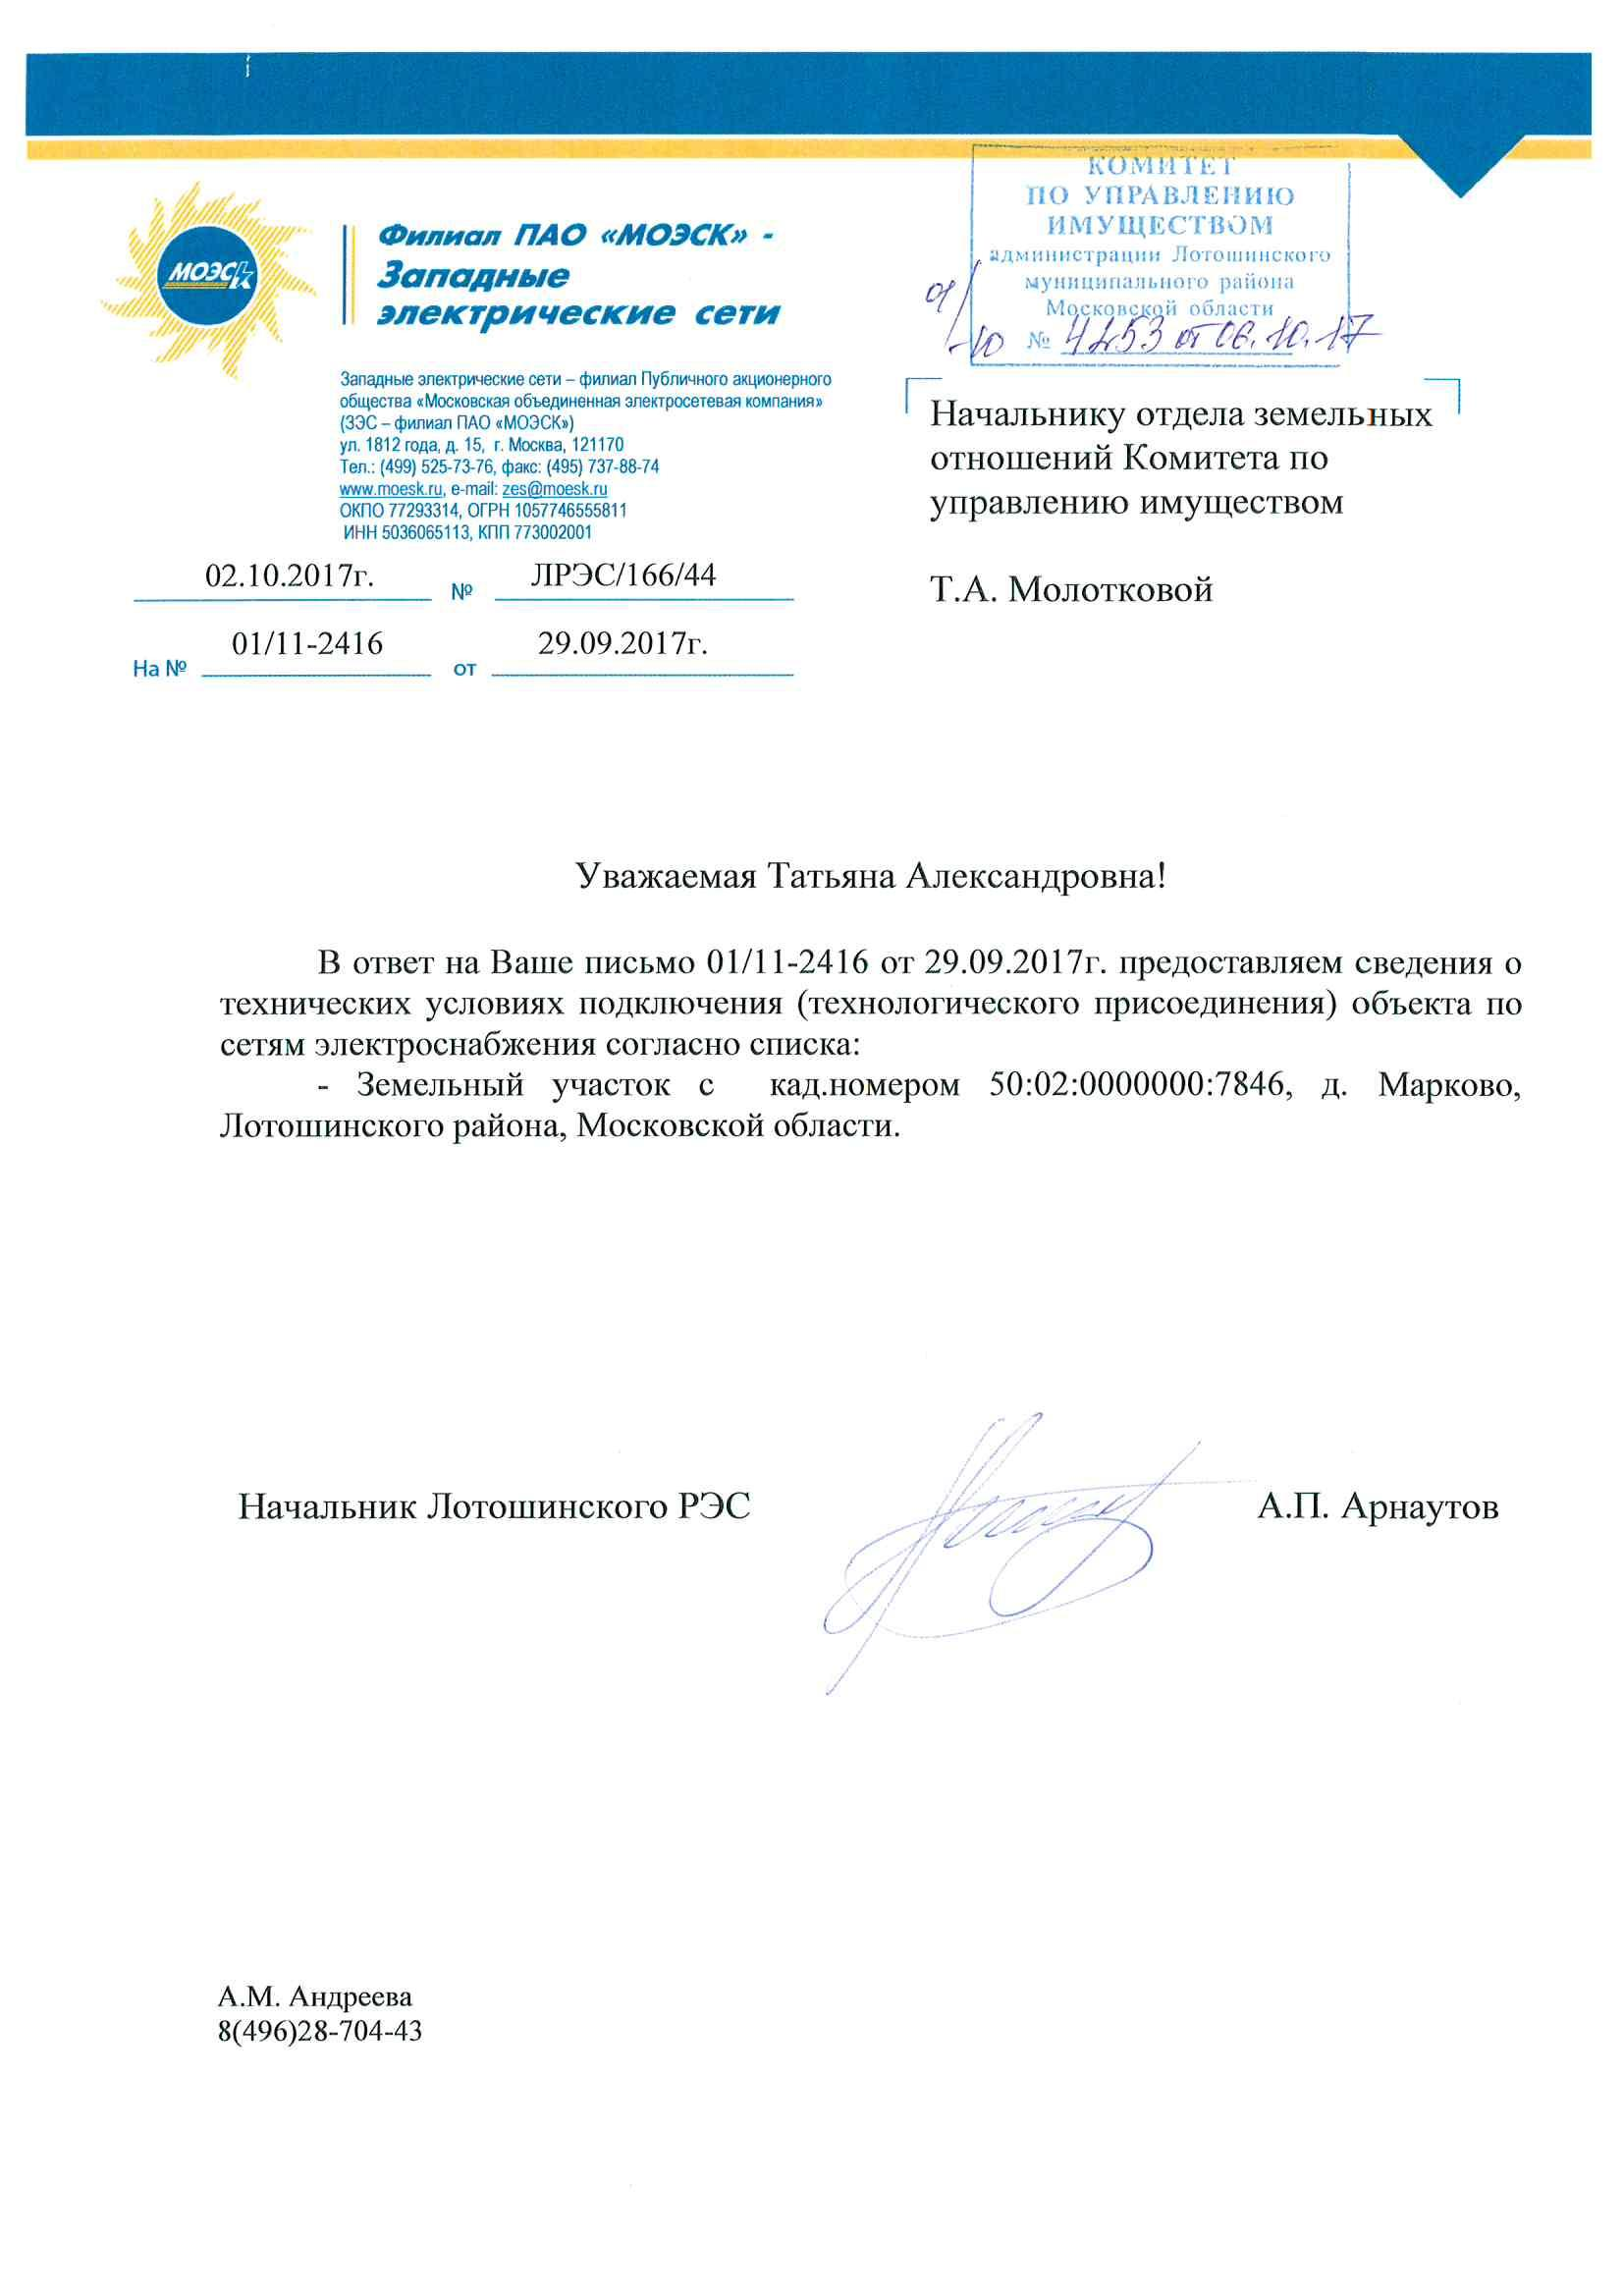 МОЭСК
Филиал ПАО «МОЭСК» -
Западные
электрические сети
Западные электрические сети – филиал Публичного акционерного
общества «Московская объединенная электросетевая компания»
(ЗЭС – филиал ПАО «МОЭСК»)
ул. 1812 года, д. 15, г. Москва, 121170
Тел.: (499) 525-73-76, факс: (495) 737-88-74
www.moesk.ru, e-mail: zes@moesk.ru
ОКПО 77293314, ОГРН 1057746555811
ИНН 5036065113, КПП 773002001
02.10.2017г. № ЛРЭС/166/44
На № 01/11-2416 от 29.09.2017г.
КОМИТЕТ
ПО УПРАВЛЕНИЮ
ИМУЩЕСТВОМ
администрации Лотошинского
муниципального района
Московской области
№ от 06.10.17
Начальнику отдела земельных
отношений Комитета по
управлению имуществом
Т.А. Молотковой
Уважаемая Татьяна Александровна!
В ответ на Ваше письмо 01/11-2416 от 29.09.2017г. предоставляем сведения о
технических условиях подключения (технологического присоединения) объекта по
сетям электроснабжения согласно списка:
- Земельный участок с кад.номером 50:02:0000000:7846, д. Марково,
Лотошинского района, Московской области.
Начальник Лотошинского РЭС А.П. Арнаутов
А.М. Андреева
8(496)28-704-43